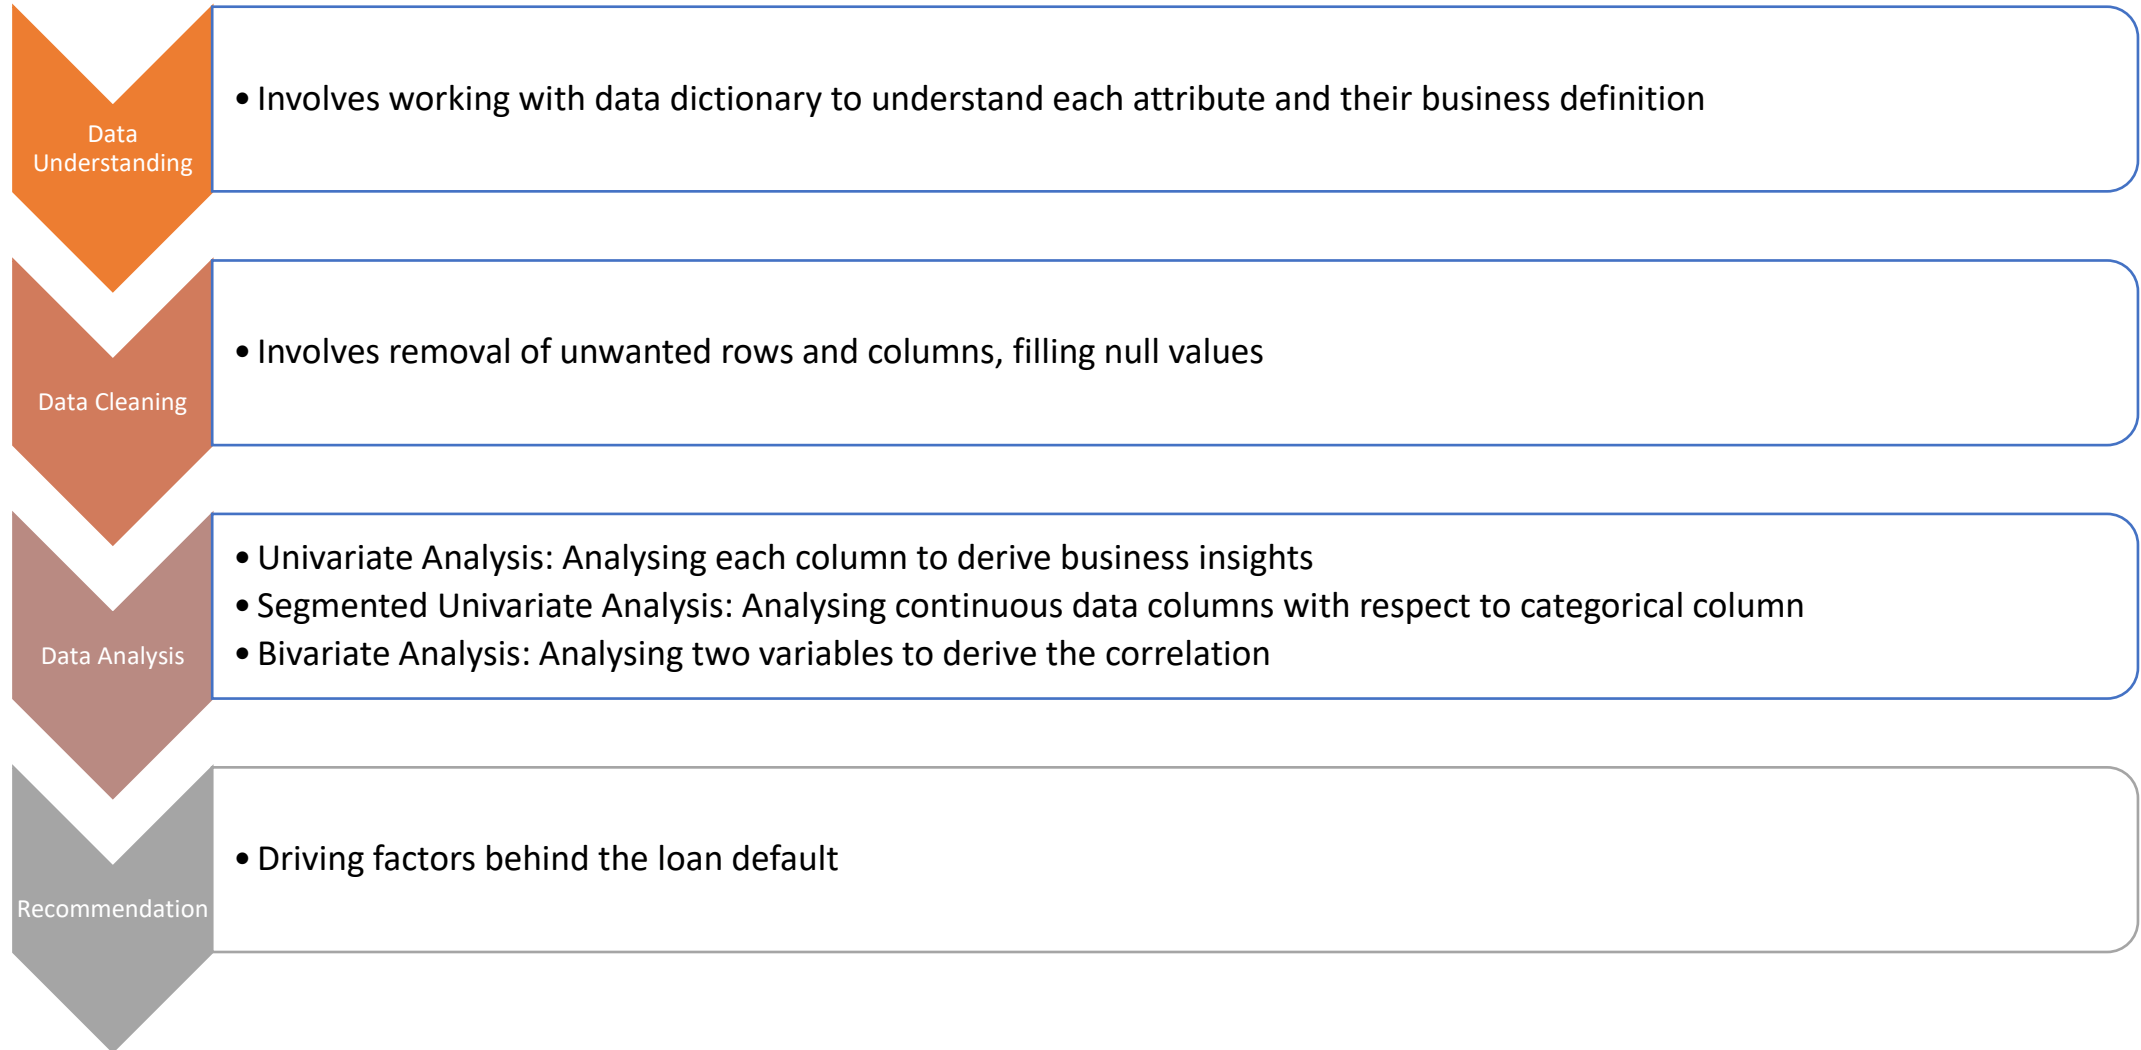 Data
Understanding
• Involves working with data dictionary to understand each attribute and their business definition
Data Cleaning
• Involves removal of unwanted rows and columns, filling null values
Data Analysis
• Univariate Analysis: Analysing each column to derive business insights
• Segmented Univariate Analysis: Analysing continuous data columns with respect to categorical column
• Bivariate Analysis: Analysing two variables to derive the correlation
Recommendation
• Driving factors behind the loan default